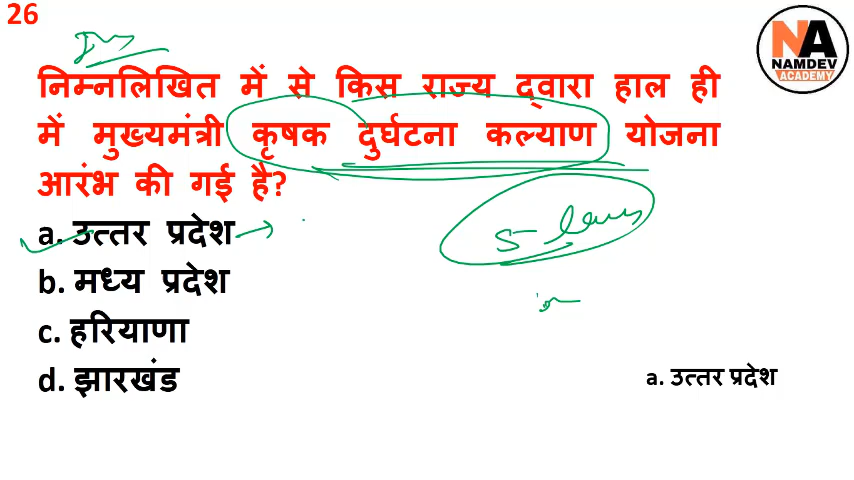 26
NA
NAMDEV
ACADEMY
निम्नलिखित में से किस राज्य द्वारा हाल ही
में मुख्यमंत्री कृषक दुर्घटना कल्याण योजना
आरंभ की गई है?
a. उत्तर प्रदेश
b. मध्य प्रदेश
c. हरियाणा
d. झारखंड
a. उत्तर प्रदेश